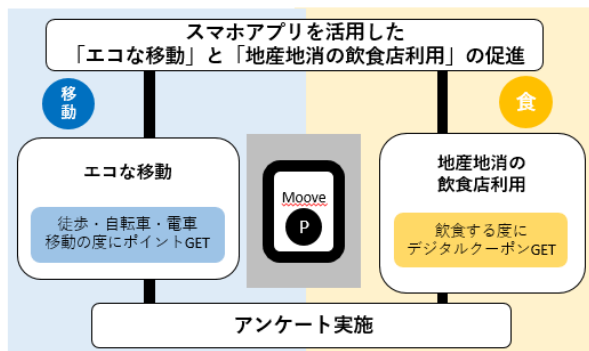 スマホアプリを活用した
「エコな移動」と「地産地消の飲食店利用」の促進
移動
食
エコな移動
徒歩・自転車・電車
移動の度にポイントGET
Moove
P
地産地消の
飲食店利用
飲食する度に
デジタルクーポンGET
アンケート実施